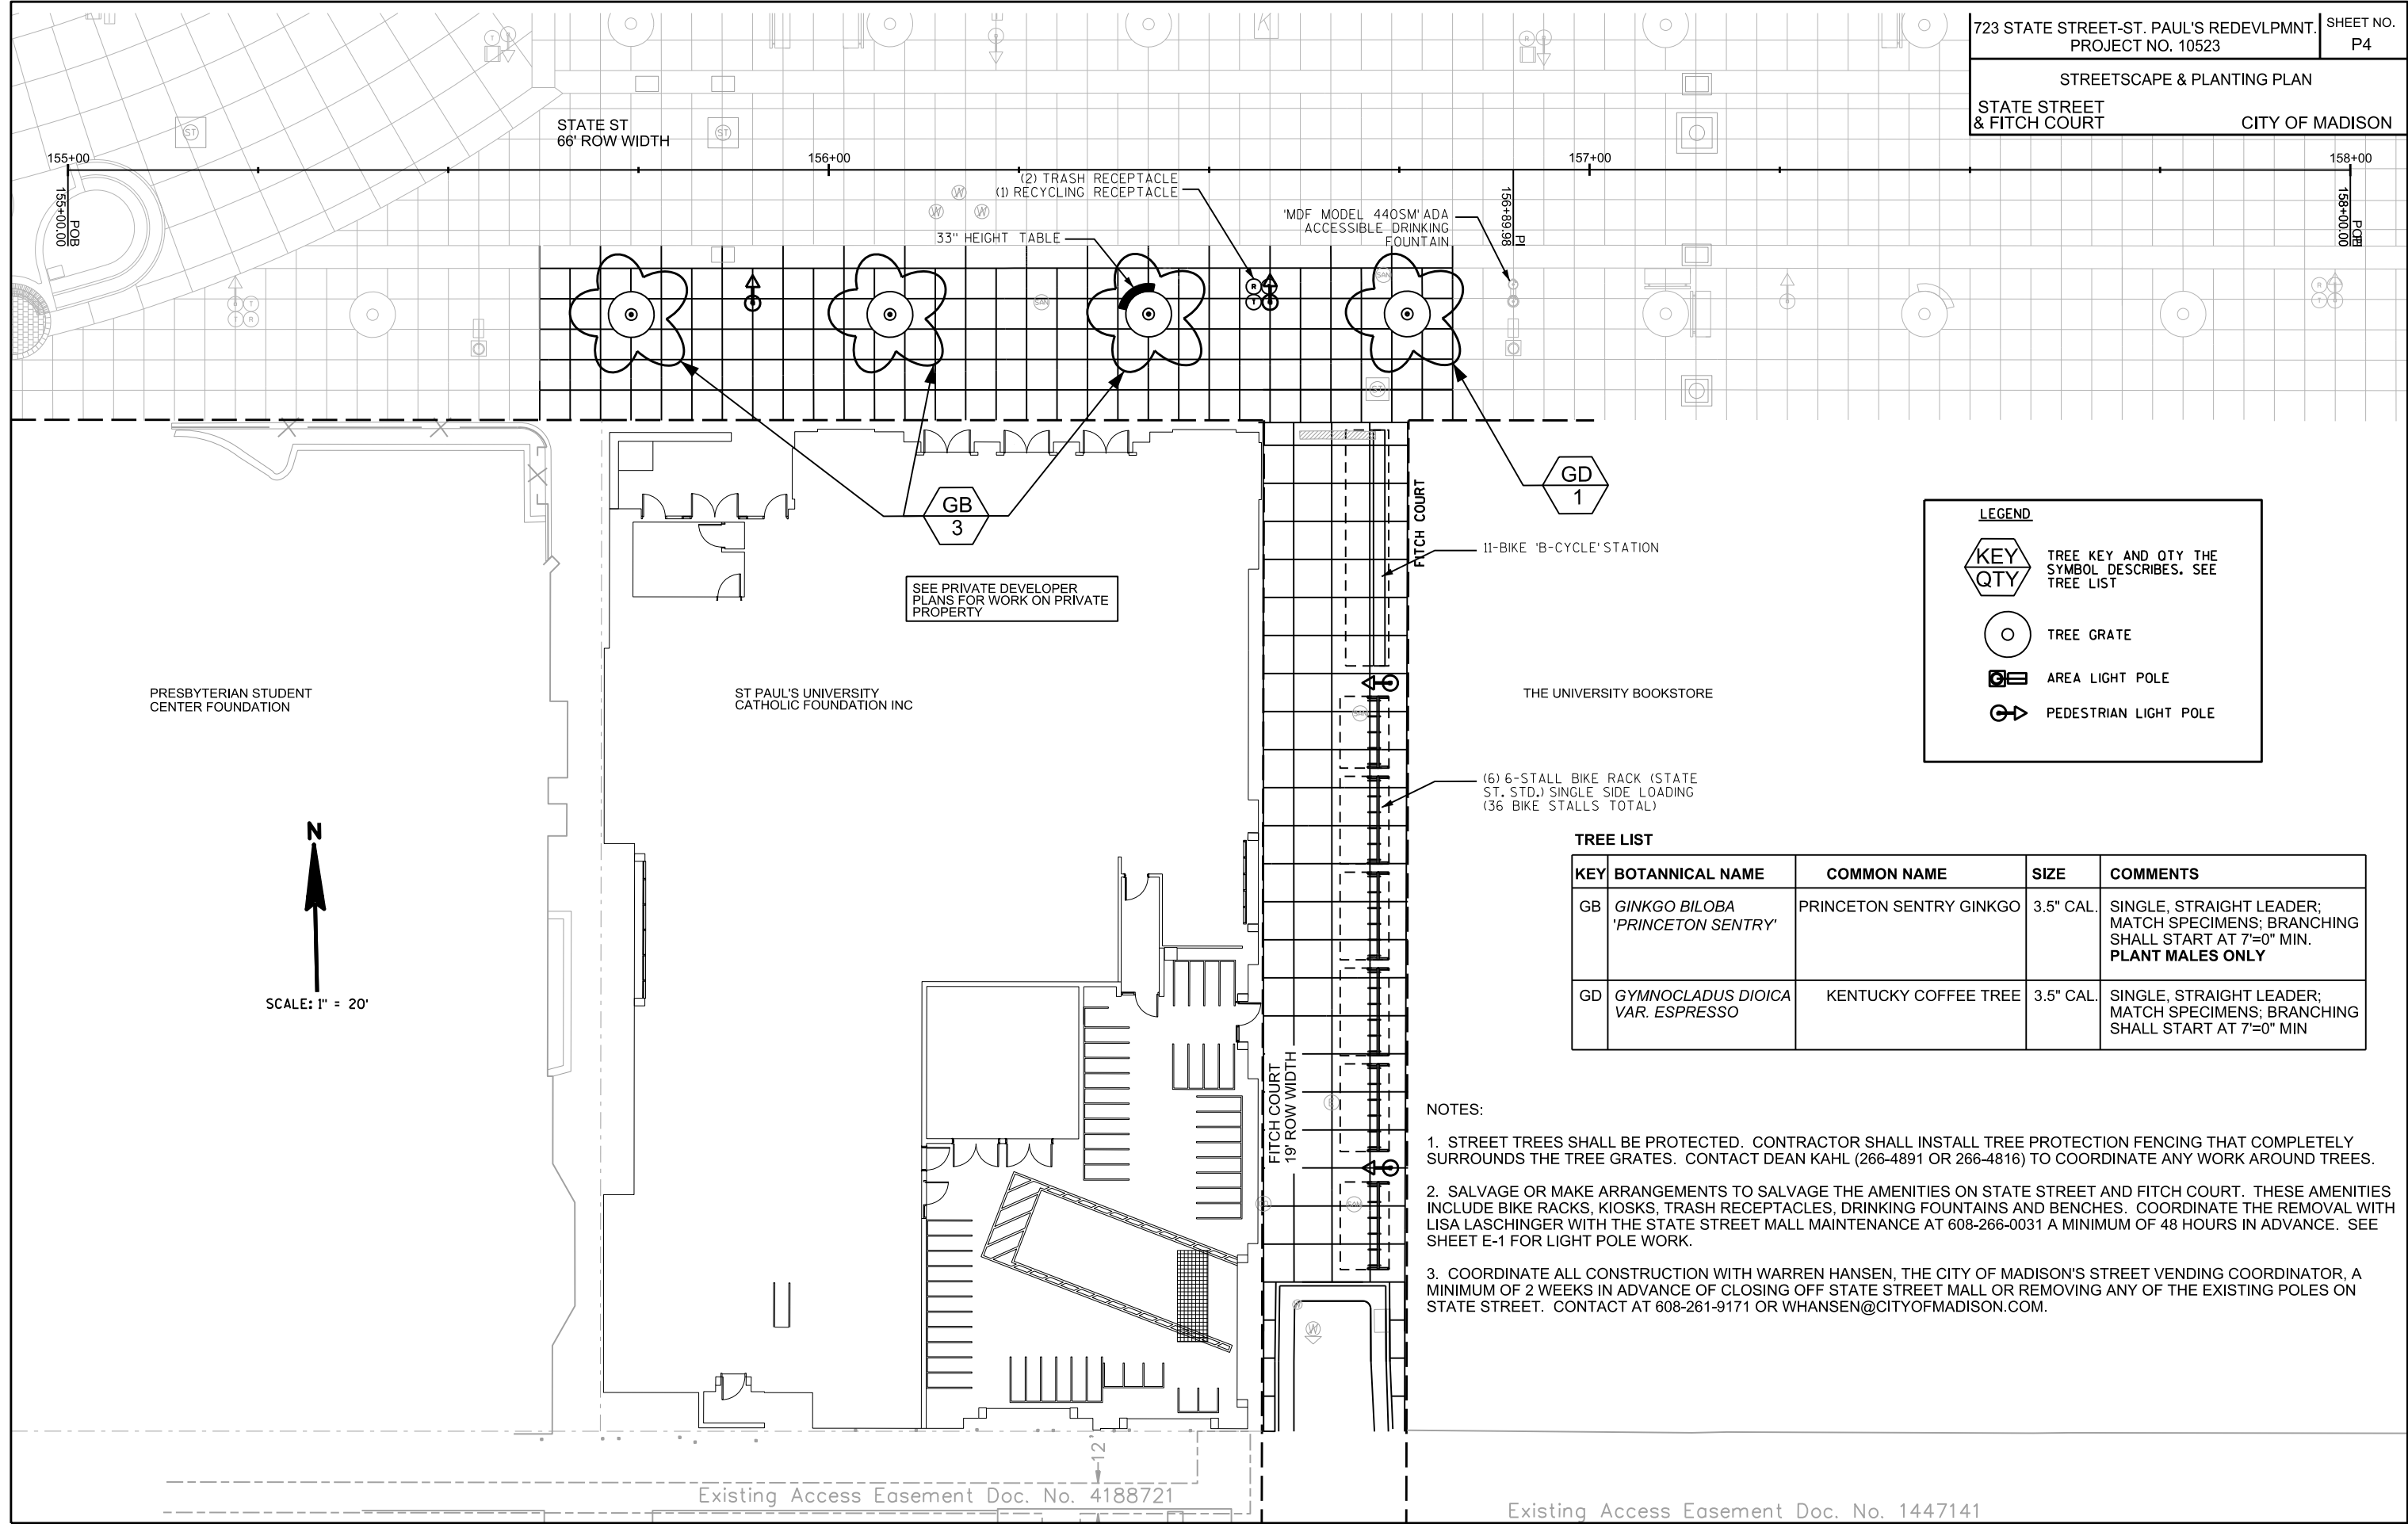 723 STATE STREET-ST. PAUL'S REDEVLPMNT.
PROJECT NO. 10523
SHEET NO.
P4
STREETSCAPE & PLANTING PLAN
STATE STREET
& FITCH COURT
CITY OF MADISON
STATE ST
66' ROW WIDTH
155+00
156+00
157+00
158+00
155+00.00
POB
156+89.98
PI
158+00.00
(2) TRASH RECEPTACLE
(1) RECYCLING RECEPTACLE
33" HEIGHT TABLE
'MDF MODEL 440SM' ADA
ACCESSIBLE DRINKING
FOUNTAIN
ST
ST
W
W
W
SAN
SAN
ST
T
R
T
R
T
R
R
T
GB
3
GD
1
FITCH COURT
11-BIKE 'B-CYCLE' STATION
SEE PRIVATE DEVELOPER
PLANS FOR WORK ON PRIVATE
PROPERTY
LEGEND
KEY
QTY
TREE KEY AND QTY THE
SYMBOL DESCRIBES. SEE
TREE LIST
TREE GRATE
AREA LIGHT POLE
PEDESTRIAN LIGHT POLE
PRESBYTERIAN STUDENT
CENTER FOUNDATION
ST PAUL'S UNIVERSITY
CATHOLIC FOUNDATION INC
THE UNIVERSITY BOOKSTORE
SAN
(6) 6-STALL BIKE RACK (STATE
ST. STD.) SINGLE SIDE LOADING
(36 BIKE STALLS TOTAL)
N
SCALE: 1" = 20'
TREE LIST
KEY BOTANNICAL NAME COMMON NAME SIZE COMMENTS
GB GINKGO BILOBA PRINCETON SENTRY GINKGO 3.5" CAL. SINGLE, STRAIGHT LEADER;
'PRINCETON SENTRY' MATCH SPECIMENS; BRANCHING
SHALL START AT 7'=0" MIN.
PLANT MALES ONLY
GD GYMNOCLADUS DIOICA KENTUCKY COFFEE TREE 3.5" CAL. SINGLE, STRAIGHT LEADER;
VAR. ESPRESSO MATCH SPECIMENS; BRANCHING
SHALL START AT 7'=0" MIN
FITCH COURT
19' ROW WIDTH
SAN
W
NOTES:
1. STREET TREES SHALL BE PROTECTED. CONTRACTOR SHALL INSTALL TREE PROTECTION FENCING THAT COMPLETELY
SURROUNDS THE TREE GRATES. CONTACT DEAN KAHL (266-4891 OR 266-4816) TO COORDINATE ANY WORK AROUND TREES.
2. SALVAGE OR MAKE ARRANGEMENTS TO SALVAGE THE AMENITIES ON STATE STREET AND FITCH COURT. THESE AMENITIES
INCLUDE BIKE RACKS, KIOSKS, TRASH RECEPTACLES, DRINKING FOUNTAINS AND BENCHES. COORDINATE THE REMOVAL WITH
LISA LASCHINGER WITH THE STATE STREET MALL MAINTENANCE AT 608-266-0031 A MINIMUM OF 48 HOURS IN ADVANCE. SEE
SHEET E-1 FOR LIGHT POLE WORK.
3. COORDINATE ALL CONSTRUCTION WITH WARREN HANSEN, THE CITY OF MADISON'S STREET VENDING COORDINATOR, A
MINIMUM OF 2 WEEKS IN ADVANCE OF CLOSING OFF STATE STREET MALL OR REMOVING ANY OF THE EXISTING POLES ON
STATE STREET. CONTACT AT 608-261-9171 OR WHANSEN@CITYOFMADISON.COM.
12'
Existing Access Easement Doc. No. 4188721
Existing Access Easement Doc. No. 1447141